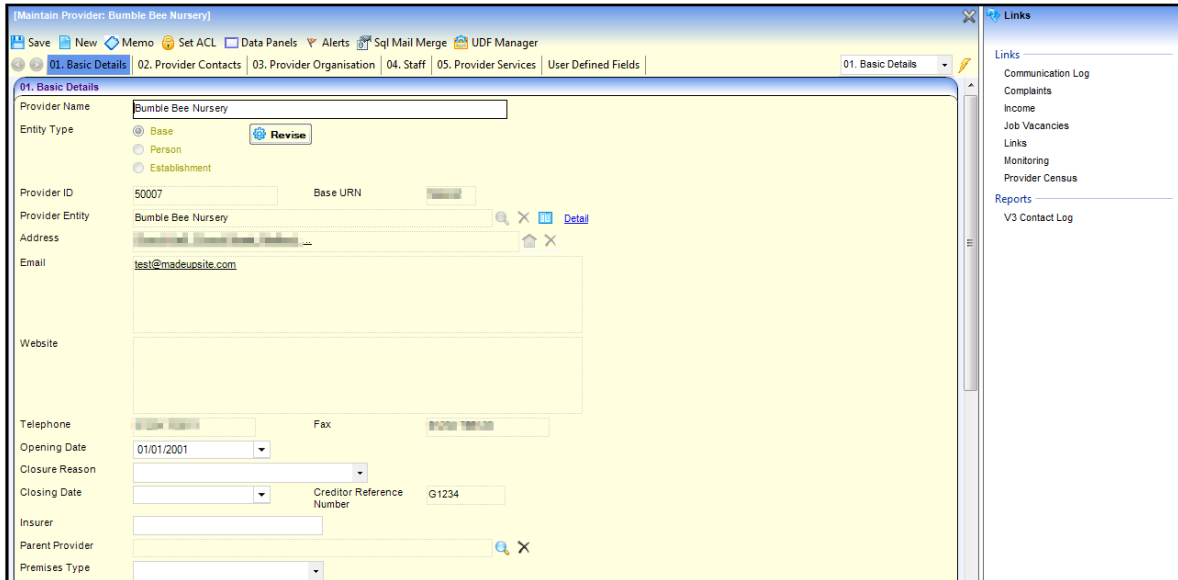 [Maintain Provider: Bumble Bee Nursery]
Save New Memo Set ACL Data Panels Alerts Sql Mail Merge UDF Manager
01. Basic Details 02. Provider Contacts 03. Provider Organisation 04. Staff 05. Provider Services User Defined Fields 01. Basic Details
01. Basic Details
Provider Name Bumble Bee Nursery
Entity Type Base Revise
Person
Establishment
Provider ID 50007 Base URN
Provider Entity Bumble Bee Nursery Detail
Address ...
Email test@madeupsite.com
Website
Telephone Fax
Opening Date 01/01/2001
Closure Reason
Closing Date Creditor Reference Number G1234
Insurer
Parent Provider
Premises Type
Links
Links
Communication Log
Complaints
Income
Job Vacancies
Links
Monitoring
Provider Census
Reports
V3 Contact Log